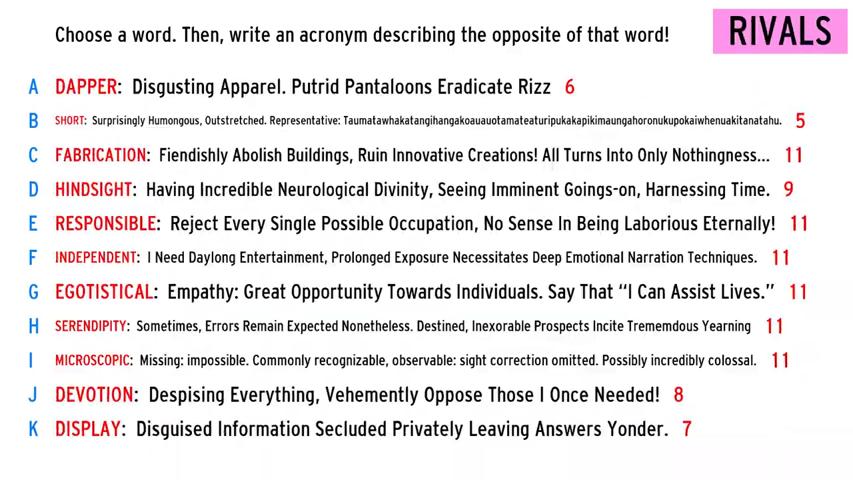 Choose a word. Then, write an acronym describing the opposite of that word!
RIVALS
A DAPPER: Disgusting Apparel. Putrid Pantaloons Eradicate Rizz 6
B SHORT: Surprisingly Humongous, Outstretched. Representative: Taumatawhakatangihangakoauauotamateaturipukakapikimaungahoronukupokaiwhenuakitanatahu. 5
C FABRICATION: Fiendishly Abolish Buildings, Ruin Innovative Creations! All Turns Into Only Nothingness... 11
D HINDSIGHT: Having Incredible Neurological Divinity, Seeing Imminent Goings-on, Harnessing Time. 9
E RESPONSIBLE: Reject Every Single Possible Occupation, No Sense In Being Laborious Eternally! 11
F INDEPENDENT: I Need Daylong Entertainment, Prolonged Exposure Necessitates Deep Emotional Narration Techniques. 11
G EGOTISTICAL: Empathy: Great Opportunity Towards Individuals. Say That “I Can Assist Lives.” 11
H SERENDIPITY: Sometimes, Errors Remain Expected Nonetheless. Destined, Inexorable Prospects Incite Trememdous Yearning 11
I MICROSCOPIC: Missing: impossible. Commonly recognizable, observable: sight correction omitted. Possibly incredibly colossal. 11
J DEVOTION: Despising Everything, Vehemently Oppose Those I Once Needed! 8
K DISPLAY: Disguised Information Secluded Privately Leaving Answers Yonder. 7